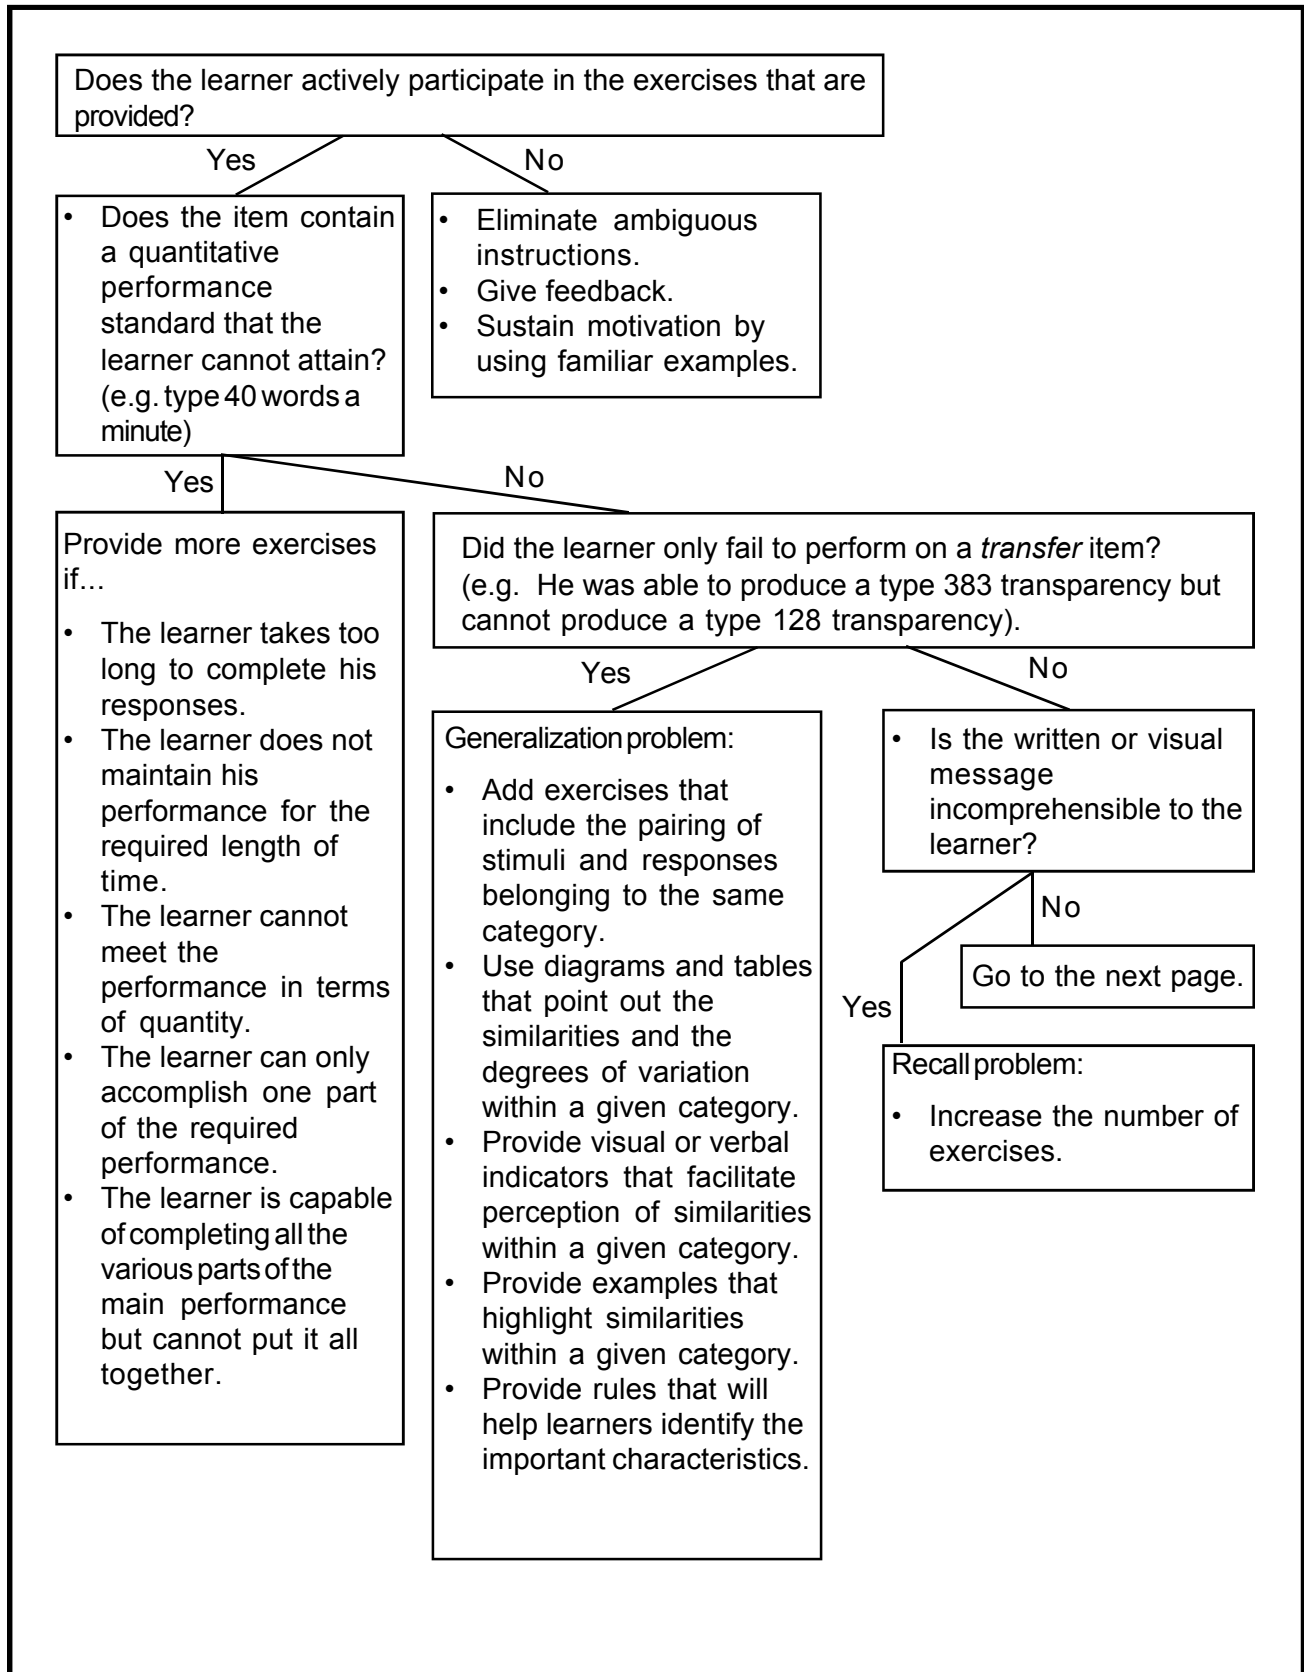 Does the learner actively participate in the exercises that are
provided?
Yes
No
• Does the item contain
a quantitative
performance
standard that the
learner cannot attain?
(e.g. type 40 words a
minute)
• Eliminate ambiguous
instructions.
• Give feedback.
• Sustain motivation by
using familiar examples.
Yes
No
Provide more exercises
if...
• The learner takes too
long to complete his
responses.
• The learner does not
maintain his
performance for the
required length of
time.
• The learner cannot
meet the
performance in terms
of quantity.
• The learner can only
accomplish one part
of the required
performance.
• The learner is capable
of completing all the
various parts of the
main performance
but cannot put it all
together.
Did the learner only fail to perform on a transfer item?
(e.g. He was able to produce a type 383 transparency but
cannot produce a type 128 transparency).
Yes
No
Generalization problem:
• Add exercises that
include the pairing of
stimuli and responses
belonging to the same
category.
• Use diagrams and tables
that point out the
similarities and the
degrees of variation
within a given category.
• Provide visual or verbal
indicators that facilitate
perception of similarities
within a given category.
• Provide examples that
highlight similarities
within a given category.
• Provide rules that will
help learners identify the
important characteristics.
• Is the written or visual
message
incomprehensible to the
learner?
No
Go to the next page.
Yes
Recall problem:
• Increase the number of
exercises.